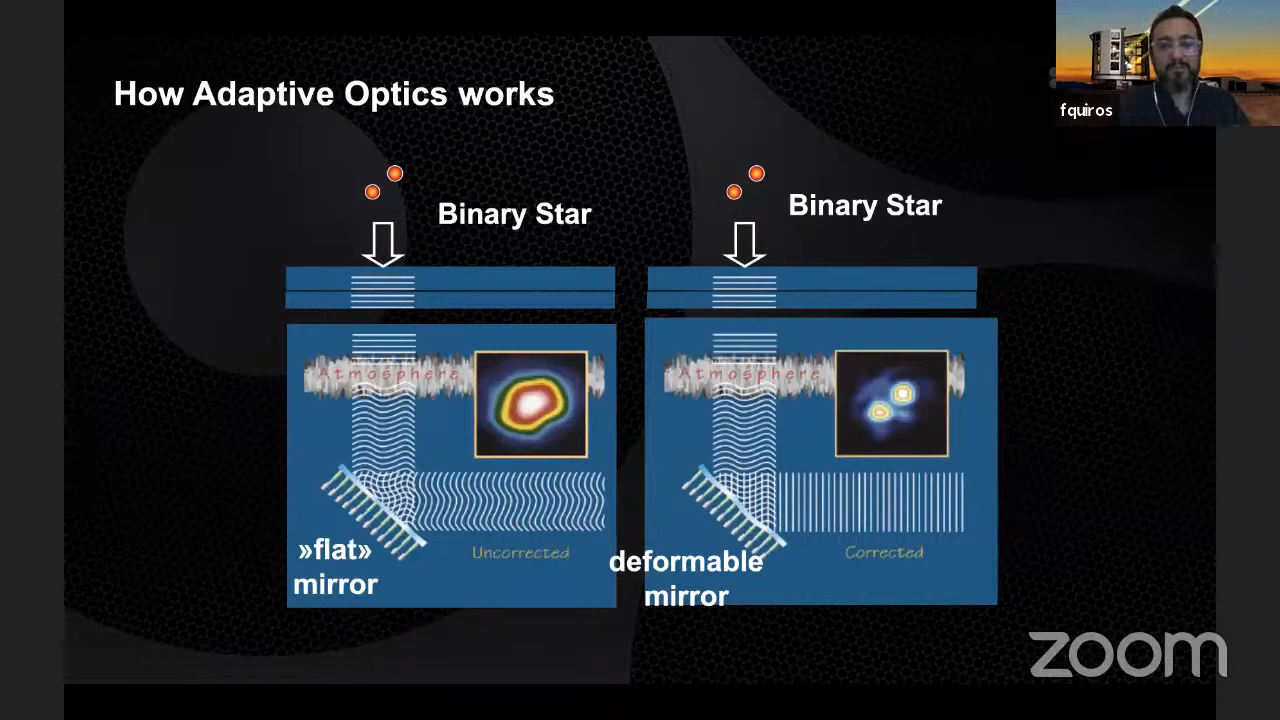 How Adaptive Optics works
fquiros
Binary Star
Binary Star
Atmosphere
Atmosphere
»flat»
mirror
Uncorrected
deformable
mirror
Corrected
zoom